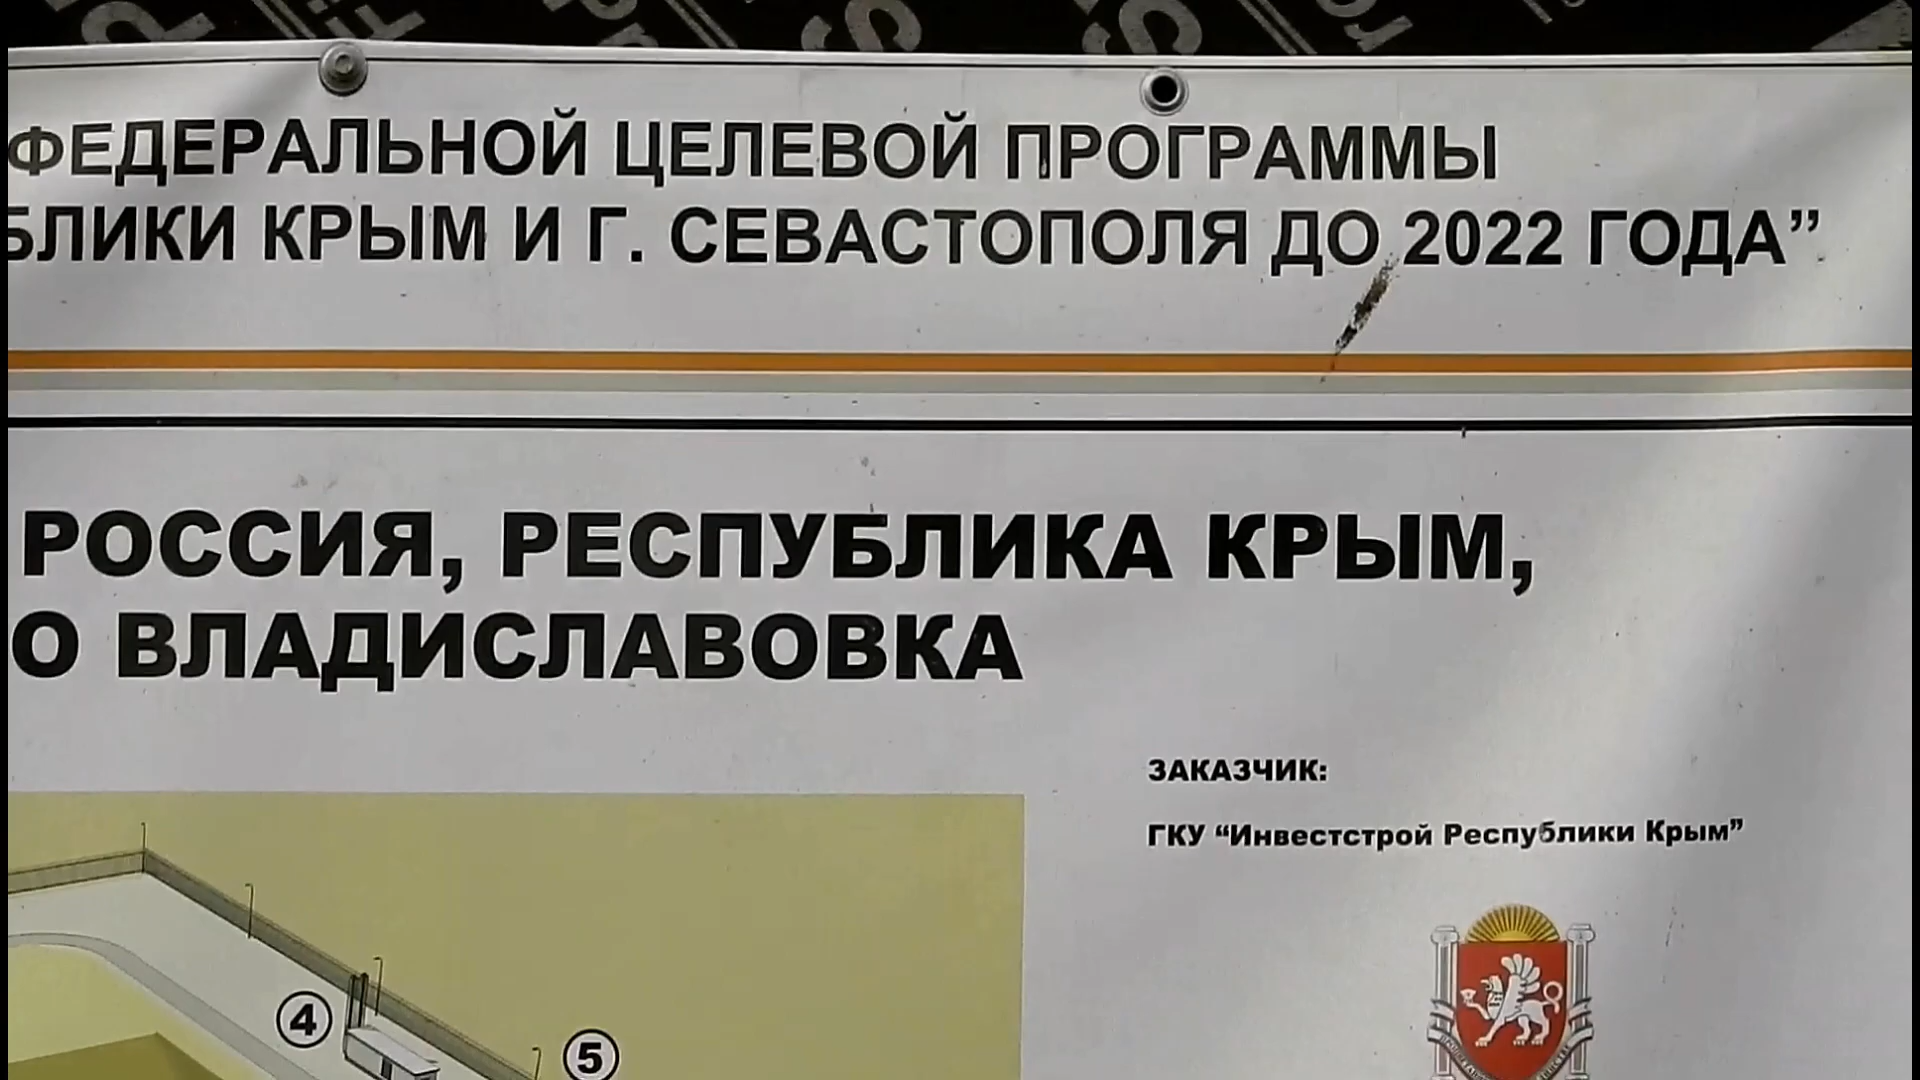 ФЕДЕРАЛЬНОЙ ЦЕЛЕВОЙ ПРОГРАММЫ
БЛИКИ КРЫМ И Г. СЕВАСТОПОЛЯ ДО 2022 ГОДА”
РОССИЯ, РЕСПУБЛИКА КРЫМ,
О ВЛАДИСЛАВОВКА
ЗАКАЗЧИК:
ГКУ “Инвестстрой Республики Крым”
4
5